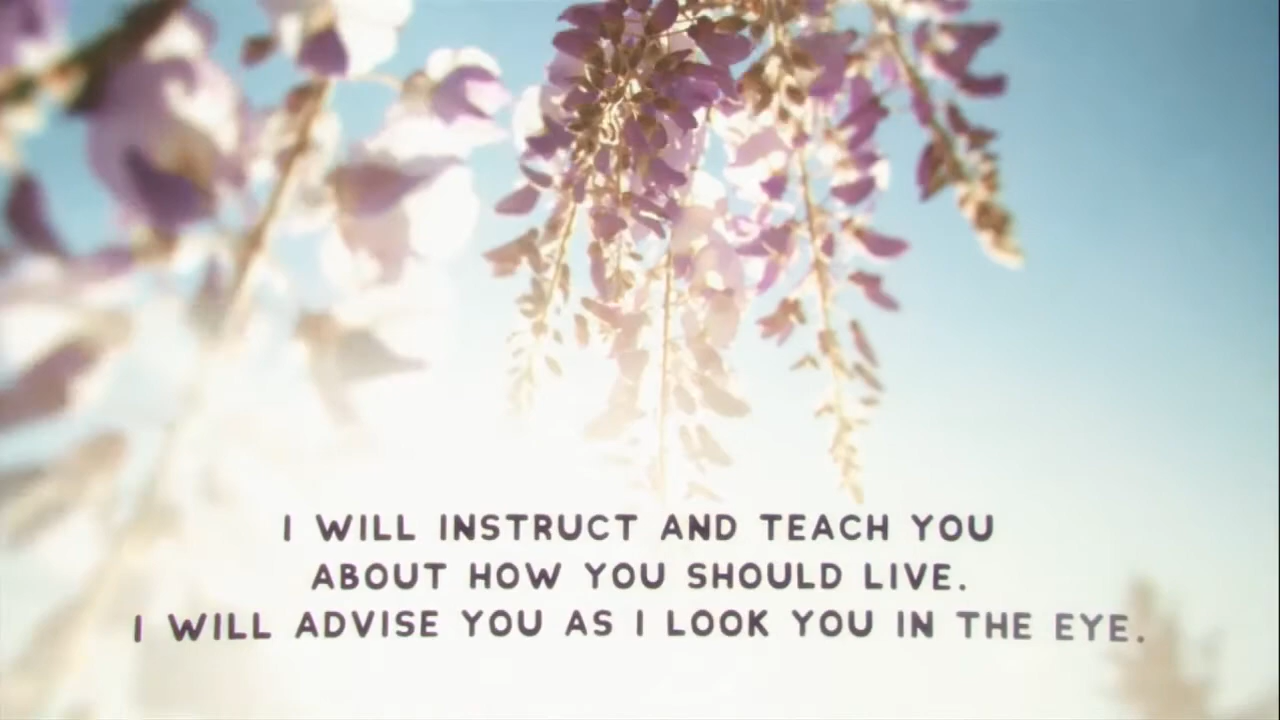 I WILL INSTRUCT AND TEACH YOU
ABOUT HOW YOU SHOULD LIVE.
I WILL ADVISE YOU AS I LOOK YOU IN THE EYE.